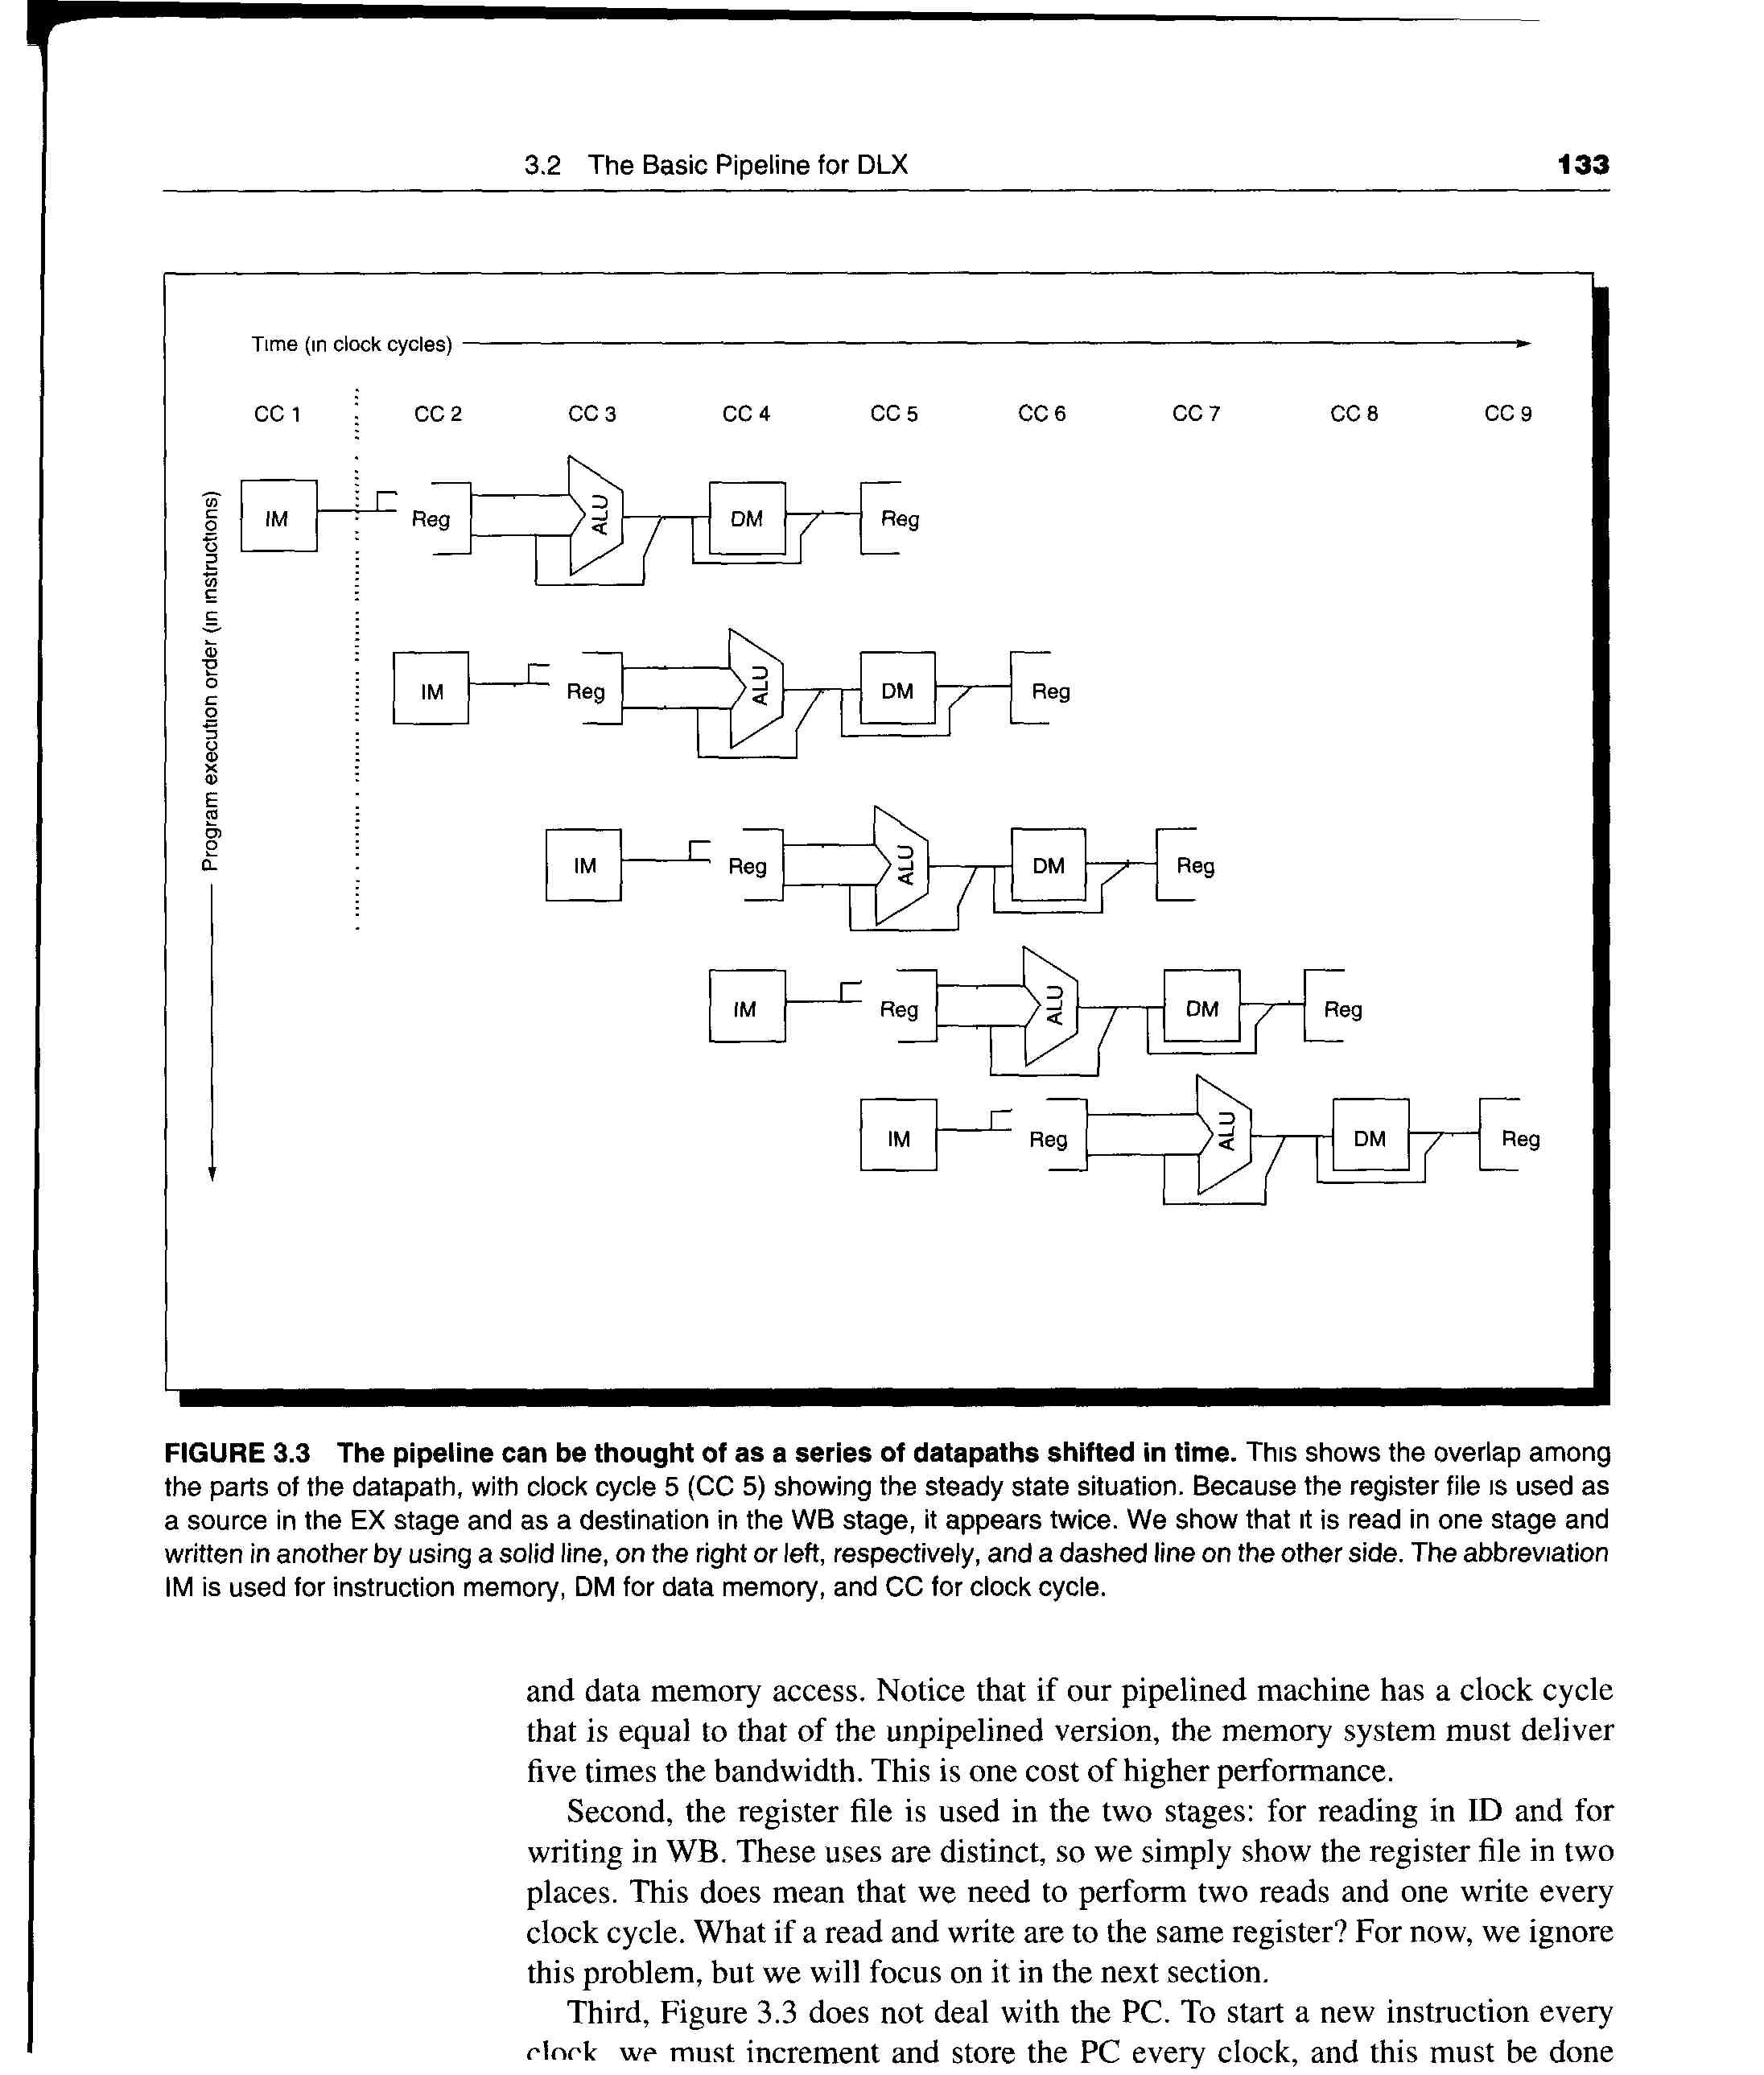 3.2 The Basic Pipeline for DLX 133
Time (in clock cycles)
CC 1 CC 2 CC 3 CC 4 CC 5 CC 6 CC 7 CC 8 CC 9
Program execution order (in instructions)
IM Reg ALU DM Reg
IM Reg ALU DM Reg
IM Reg ALU DM Reg
IM Reg ALU DM Reg
IM Reg ALU DM Reg
FIGURE 3.3 The pipeline can be thought of as a series of datapaths shifted in time. This shows the overlap among
the parts of the datapath, with clock cycle 5 (CC 5) showing the steady state situation. Because the register file is used as
a source in the EX stage and as a destination in the WB stage, it appears twice. We show that it is read in one stage and
written in another by using a solid line, on the right or left, respectively, and a dashed line on the other side. The abbreviation
IM is used for instruction memory, DM for data memory, and CC for clock cycle.
and data memory access. Notice that if our pipelined machine has a clock cycle
that is equal to that of the unpipelined version, the memory system must deliver
five times the bandwidth. This is one cost of higher performance.
Second, the register file is used in the two stages: for reading in ID and for
writing in WB. These uses are distinct, so we simply show the register file in two
places. This does mean that we need to perform two reads and one write every
clock cycle. What if a read and write are to the same register? For now, we ignore
this problem, but we will focus on it in the next section.
Third, Figure 3.3 does not deal with the PC. To start a new instruction every
clock we must increment and store the PC every clock, and this must be done